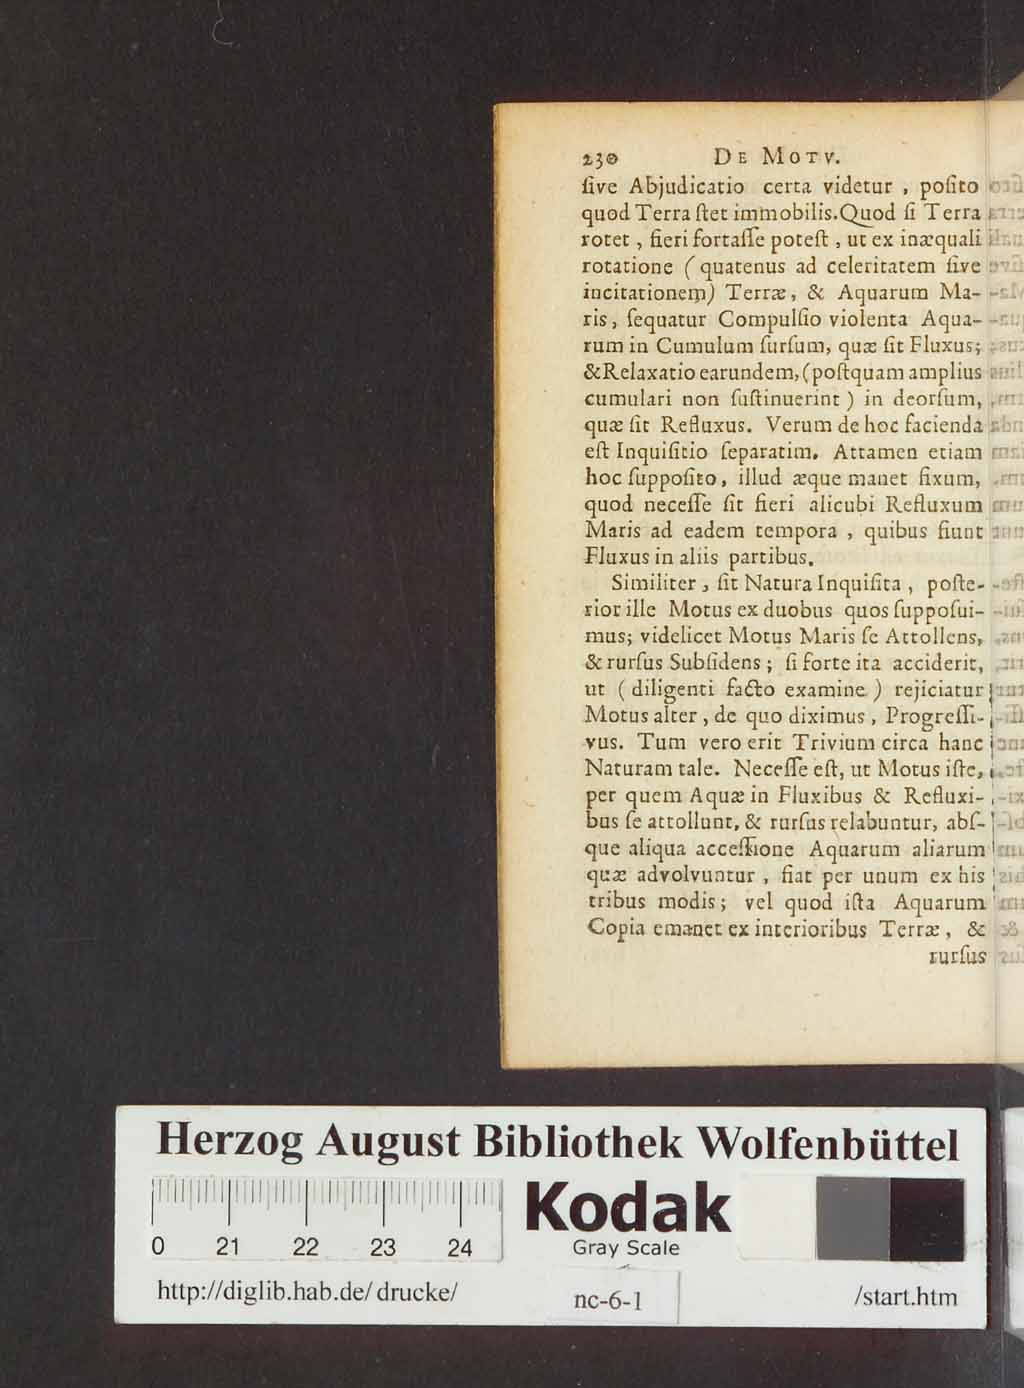 230 DE MOTV.
ſive Abjudicatio certa videtur , poſito
quod Terra ſtet immobilis. Quod ſi Terra
rotet , fieri fortaſſe poteſt , ut ex inæquali
rotatione ( quatenus ad celeritatem ſive
incitationem) Terræ, & Aquarum Ma-
ris, ſequatur Compulſio violenta Aqua-
rum in Cumulum ſurſum, quæ ſit Fluxus;
& Relaxatio earundem, (poſtquam amplius
cumulari non ſuſtinuerint ) in deorſum,
quæ ſit Refluxus. Verum de hoc facienda
eſt Inquiſitio ſeparatim. Attamen etiam
hoc ſuppoſito, illud æque manet fixum,
quod neceſſe ſit fieri alicubi Refluxum
Maris ad eadem tempora , quibus fiunt
Fluxus in aliis partibus.
Similiter, ſit Natura Inquiſita , poſte-
rior ille Motus ex duobus quos ſuppoſui-
mus; videlicet Motus Maris ſe Attollens,
& rurſus Subſidens ; ſi forte ita acciderit,
ut ( diligenti facto examine ) rejiciatur
Motus alter , de quo diximus , Progreſſi-
vus. Tum vero erit Trivium circa hanc
Naturam tale. Neceſſe eſt, ut Motus iſte,
per quem Aquæ in Fluxibus & Refluxi-
bus ſe attollunt, & rurſus relabuntur, abſ-
que aliqua acceſſione Aquarum aliarum
quæ advolvuntur , fiat per unum ex his
tribus modis; vel quod iſta Aquarum
Copia emanet ex interioribus Terræ , &
rurſus
Herzog August Bibliothek Wolfenbüttel
0 21 22 23 24
Kodak
Gray Scale
http://diglib.hab.de/drucke/ nc-6-1 /start.htm